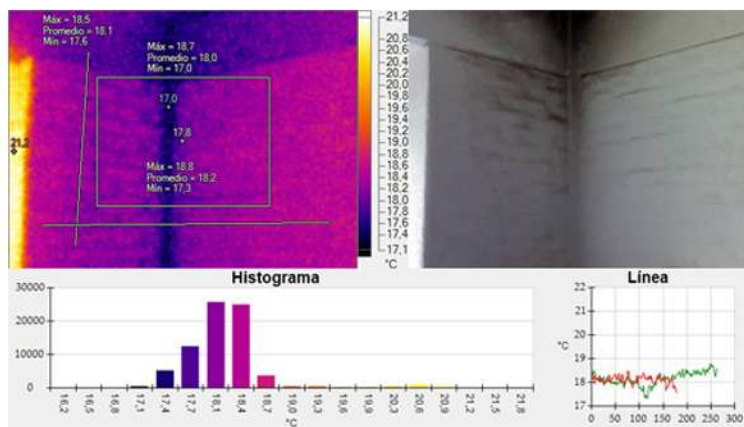 Máx = 18,5
Promedio = 18,1
Mín = 17,6
Máx = 18,7
Promedio = 18,0
Mín = 17,0
17,0
17,8
21,2
Máx = 18,8
Promedio = 18,2
Mín = 17,3
21,2
20,8
20,6
20,4
20,2
19,9
19,8
19,6
19,4
19,2
19,0
18,8
18,6
18,4
18,2
18,0
17,8
17,6
17,4
17,1
°C
Histograma
30000
20000
10000
0
16,2 16,5 16,8 17,1 17,4 17,7 18,1 18,4 18,7 19,0 19,3 19,6 19,9 20,3 20,6 20,9 21,2 21,5 21,8
°C
Línea
22
21
20
19
18
17
°C
0 50 100 150 200 250 300